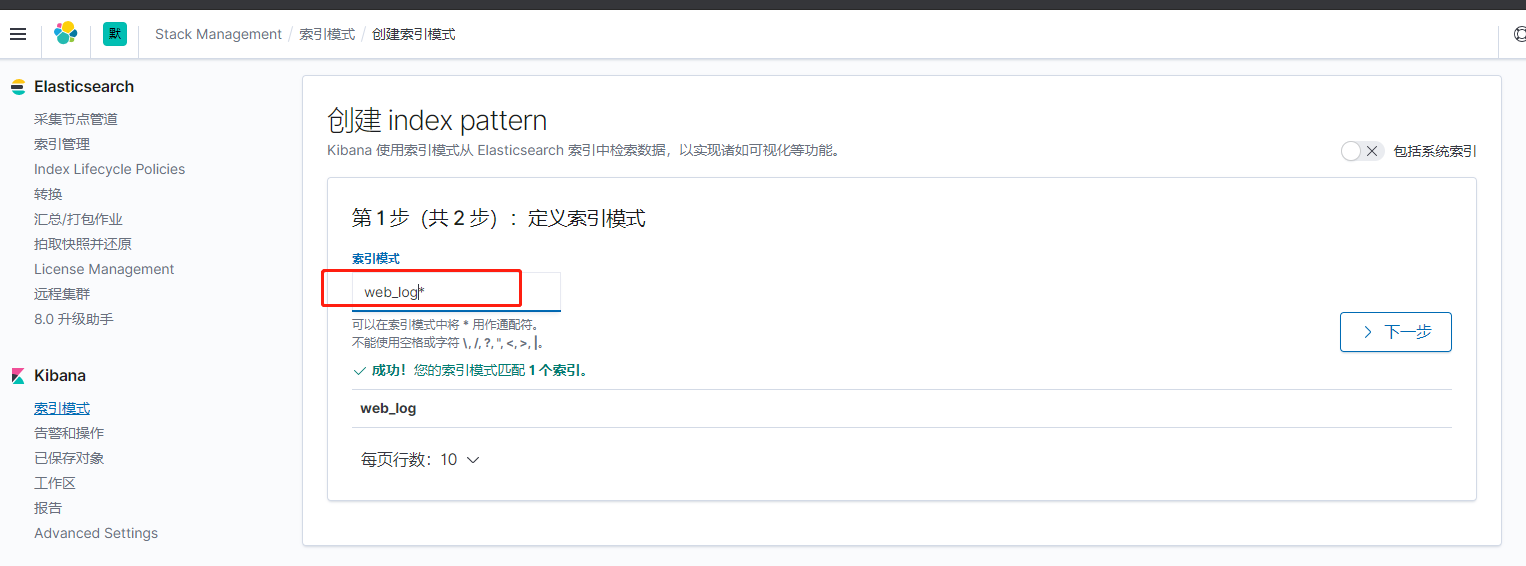 默 Stack Management / 索引模式 / 创建索引模式
Elasticsearch
采集节点管道
索引管理
Index Lifecycle Policies
转换
汇总/打包作业
拍取快照并还原
License Management
远程集群
8.0 升级助手
Kibana
索引模式
告警和操作
已保存对象
工作区
报告
Advanced Settings
创建 index pattern
Kibana 使用索引模式从 Elasticsearch 索引中检索数据，以实现诸如可视化等功能。
包括系统索引
第 1 步（共 2 步）：定义索引模式
索引模式
web_log*
可以在索引模式中将 * 用作通配符。
不能使用空格或字符 \, /, ?, ", <, >, |。
下一步
成功！您的索引模式匹配 1 个索引。
web_log
每页行数：10